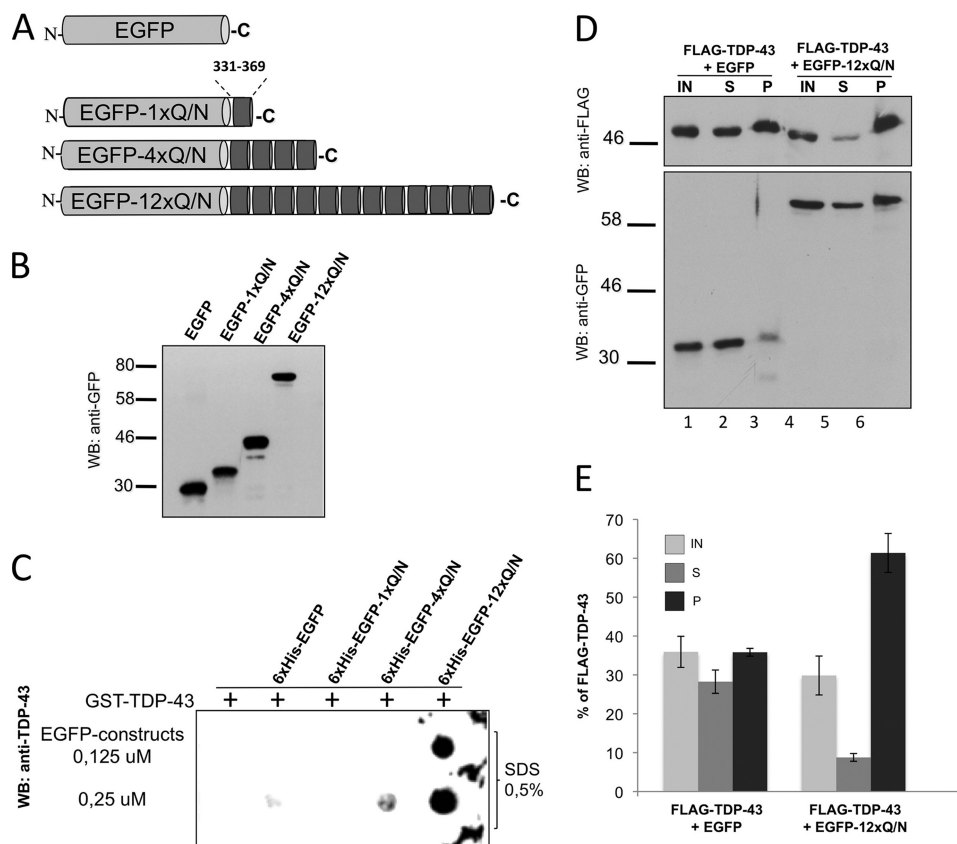 A
N-
EGFP
-C
331-369
N-
EGFP-1xQ/N
-C
N-
EGFP-4xQ/N
-C
N-
EGFP-12xQ/N
-C
B
EGFP
EGFP-1xQ/N
EGFP-4xQ/N
EGFP-12xQ/N
WB: anti-GFP
80
58
46
30
C
6xHis-EGFP
6xHis-EGFP-1xQ/N
6xHis-EGFP-4xQ/N
6xHis-EGFP-12xQ/N
GST-TDP-43 + + + + +
WB: anti-TDP-43
EGFP-constructs
0,125 uM
0,25 uM
SDS
0,5%
D
FLAG-TDP-43
+ EGFP
FLAG-TDP-43
+ EGFP-12xQ/N
IN S P IN S P
WB: anti-FLAG
46
WB: anti-GFP
58
46
30
1 2 3 4 5 6
E
% of FLAG-TDP-43
70
60
50
40
30
20
10
0
IN
S
P
FLAG-TDP-43
+ EGFP
FLAG-TDP-43
+ EGFP-12xQ/N